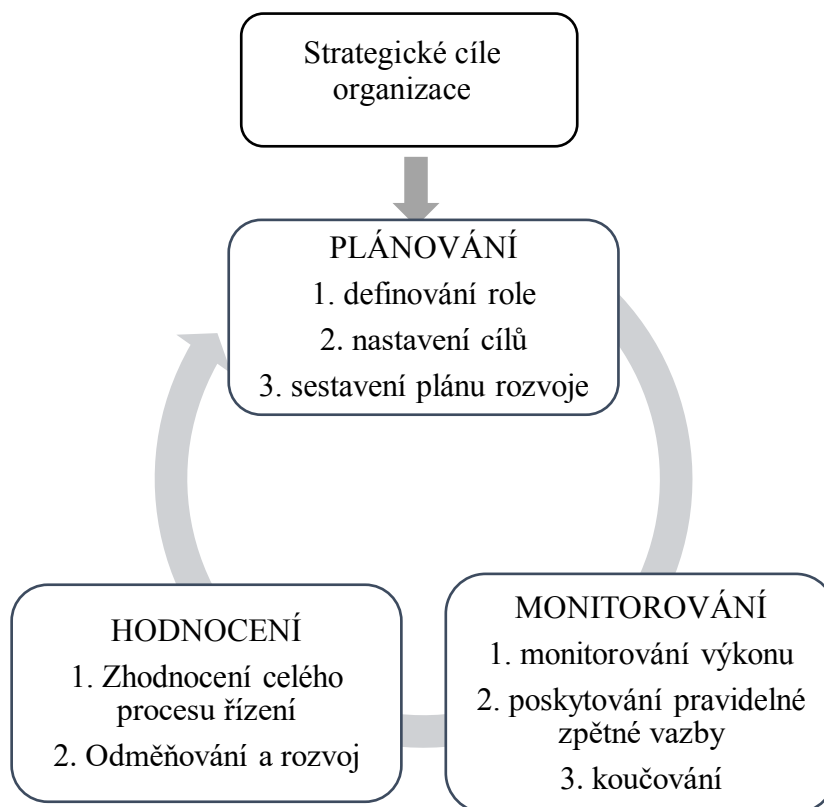 Strategické cíle
organizace
PLÁNOVÁNÍ
1. definování role
2. nastavení cílů
3. sestavení plánu rozvoje
HODNOCENÍ
1. Zhodnocení celého
procesu řízení
2. Odměňování a rozvoj
MONITOROVÁNÍ
1. monitorování výkonu
2. poskytování pravidelné
zpětné vazby
3. koučování